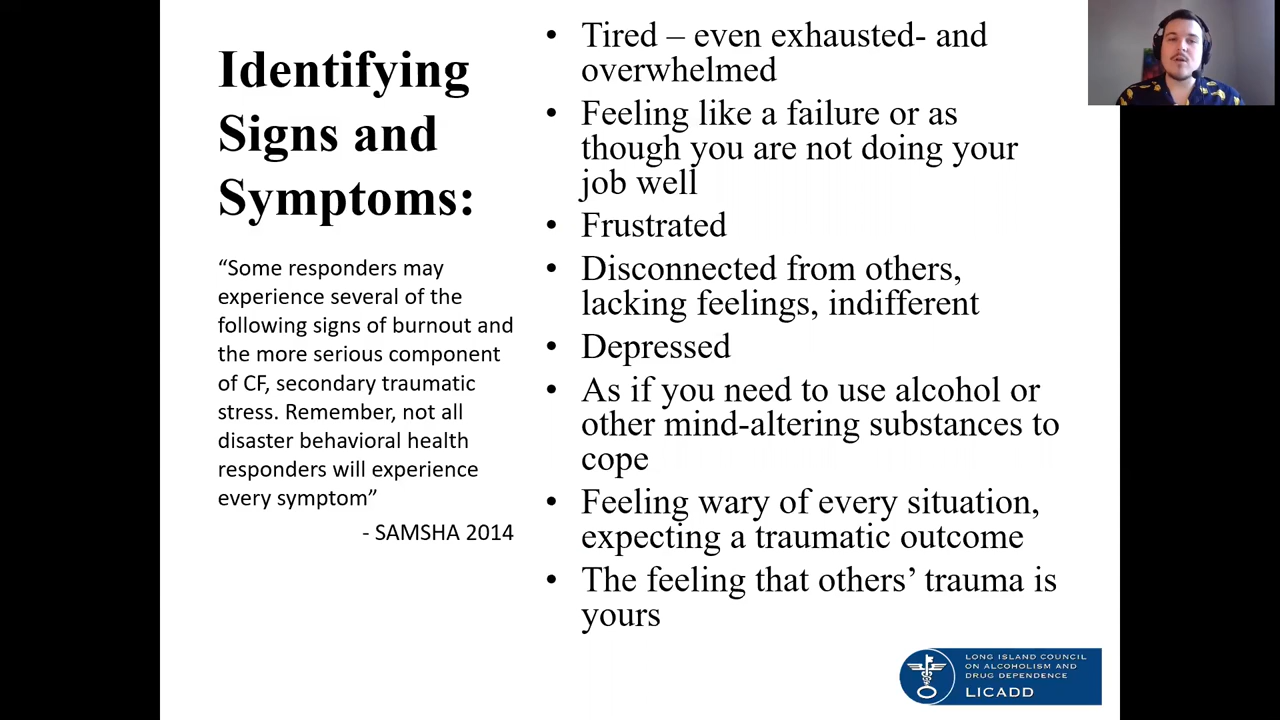 Identifying
Signs and
Symptoms:
“Some responders may
experience several of the
following signs of burnout and
the more serious component
of CF, secondary traumatic
stress. Remember, not all
disaster behavioral health
responders will experience
every symptom”
- SAMSHA 2014
• Tired – even exhausted- and
overwhelmed
• Feeling like a failure or as
though you are not doing your
job well
• Frustrated
• Disconnected from others,
lacking feelings, indifferent
• Depressed
• As if you need to use alcohol or
other mind-altering substances to
cope
• Feeling wary of every situation,
expecting a traumatic outcome
• The feeling that others’ trauma is
yours
LONG ISLAND COUNCIL
ON ALCOHOLISM AND
DRUG DEPENDENCE
LICADD